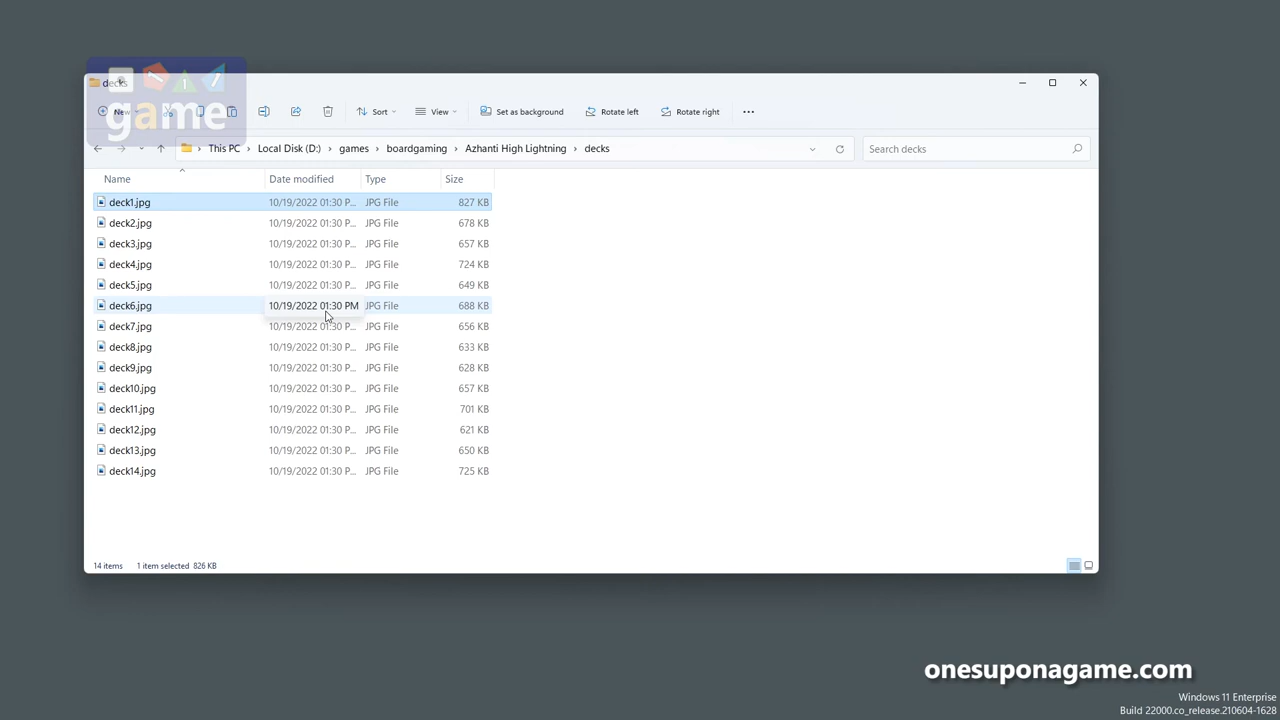 decks
game
New
Sort
View
Set as background
Rotate left
Rotate right
This PC
Local Disk (D:)
games
boardgaming
Azhanti High Lightning
decks
Search decks
Name Date modified Type Size
deck1.jpg 10/19/2022 01:30 P... JPG File 827 KB
deck2.jpg 10/19/2022 01:30 P... JPG File 678 KB
deck3.jpg 10/19/2022 01:30 P... JPG File 657 KB
deck4.jpg 10/19/2022 01:30 P... JPG File 724 KB
deck5.jpg 10/19/2022 01:30 P... JPG File 649 KB
deck6.jpg 10/19/2022 01:30 PM JPG File 688 KB
deck7.jpg 10/19/2022 01:30 P... JPG File 656 KB
deck8.jpg 10/19/2022 01:30 P... JPG File 633 KB
deck9.jpg 10/19/2022 01:30 P... JPG File 628 KB
deck10.jpg 10/19/2022 01:30 P... JPG File 657 KB
deck11.jpg 10/19/2022 01:30 P... JPG File 701 KB
deck12.jpg 10/19/2022 01:30 P... JPG File 621 KB
deck13.jpg 10/19/2022 01:30 P... JPG File 650 KB
deck14.jpg 10/19/2022 01:30 P... JPG File 725 KB
14 items 1 item selected 826 KB
onesuponagame.com
Windows 11 Enterprise
Build 22000.co_release.210604-1628